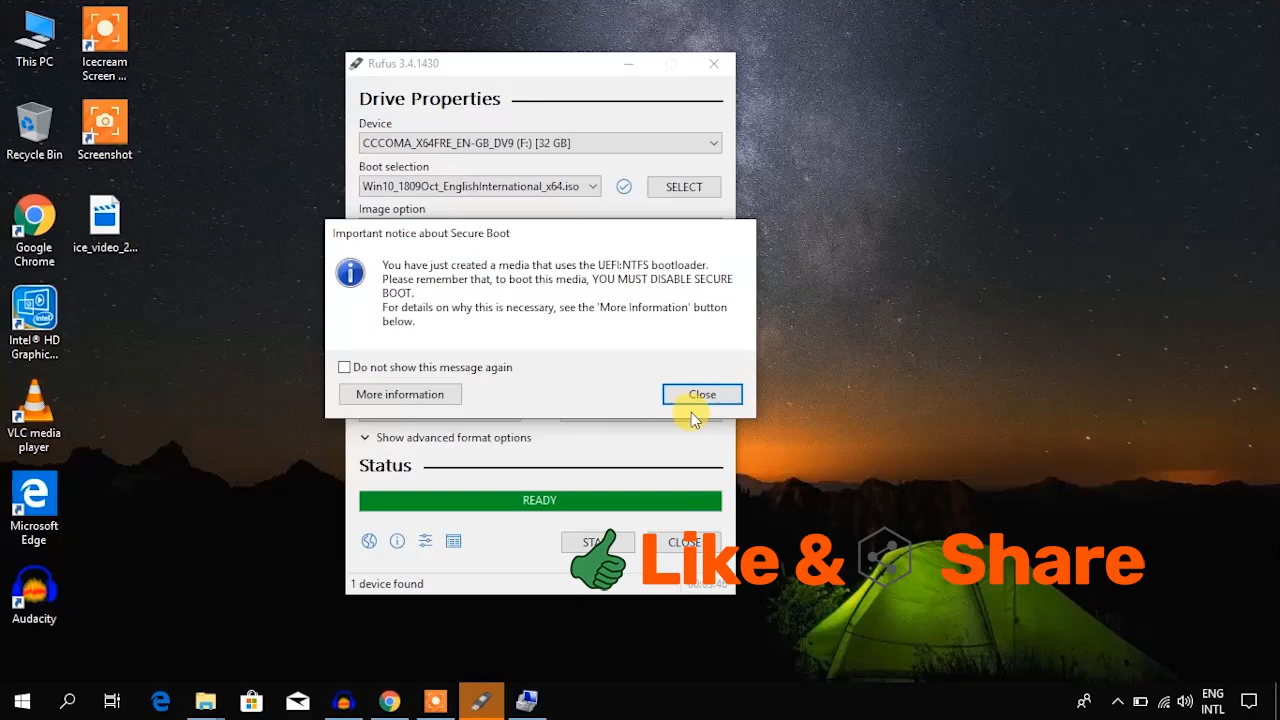 This PC
Icecream
Screen ...
Recycle Bin
Screenshot
Google
Chrome
ice_video_2...
Intel® HD
Graphic...
VLC media
player
Microsoft
Edge
Audacity
Rufus 3.4.1430
Drive Properties
Device
CCCOMA_X64FRE_EN-GB_DV9 (F:) [32 GB]
Boot selection
Win10_1809Oct_EnglishInternational_x64.iso
SELECT
Image option
Important notice about Secure Boot
You have just created a media that uses the UEFI:NTFS bootloader.
Please remember that, to boot this media, YOU MUST DISABLE SECURE
BOOT.
For details on why this is necessary, see the 'More Information' button
below.
Do not show this message again
More information
Close
Show advanced format options
Status
READY
CLOSE
Like & Share
1 device found
ENG
INTL